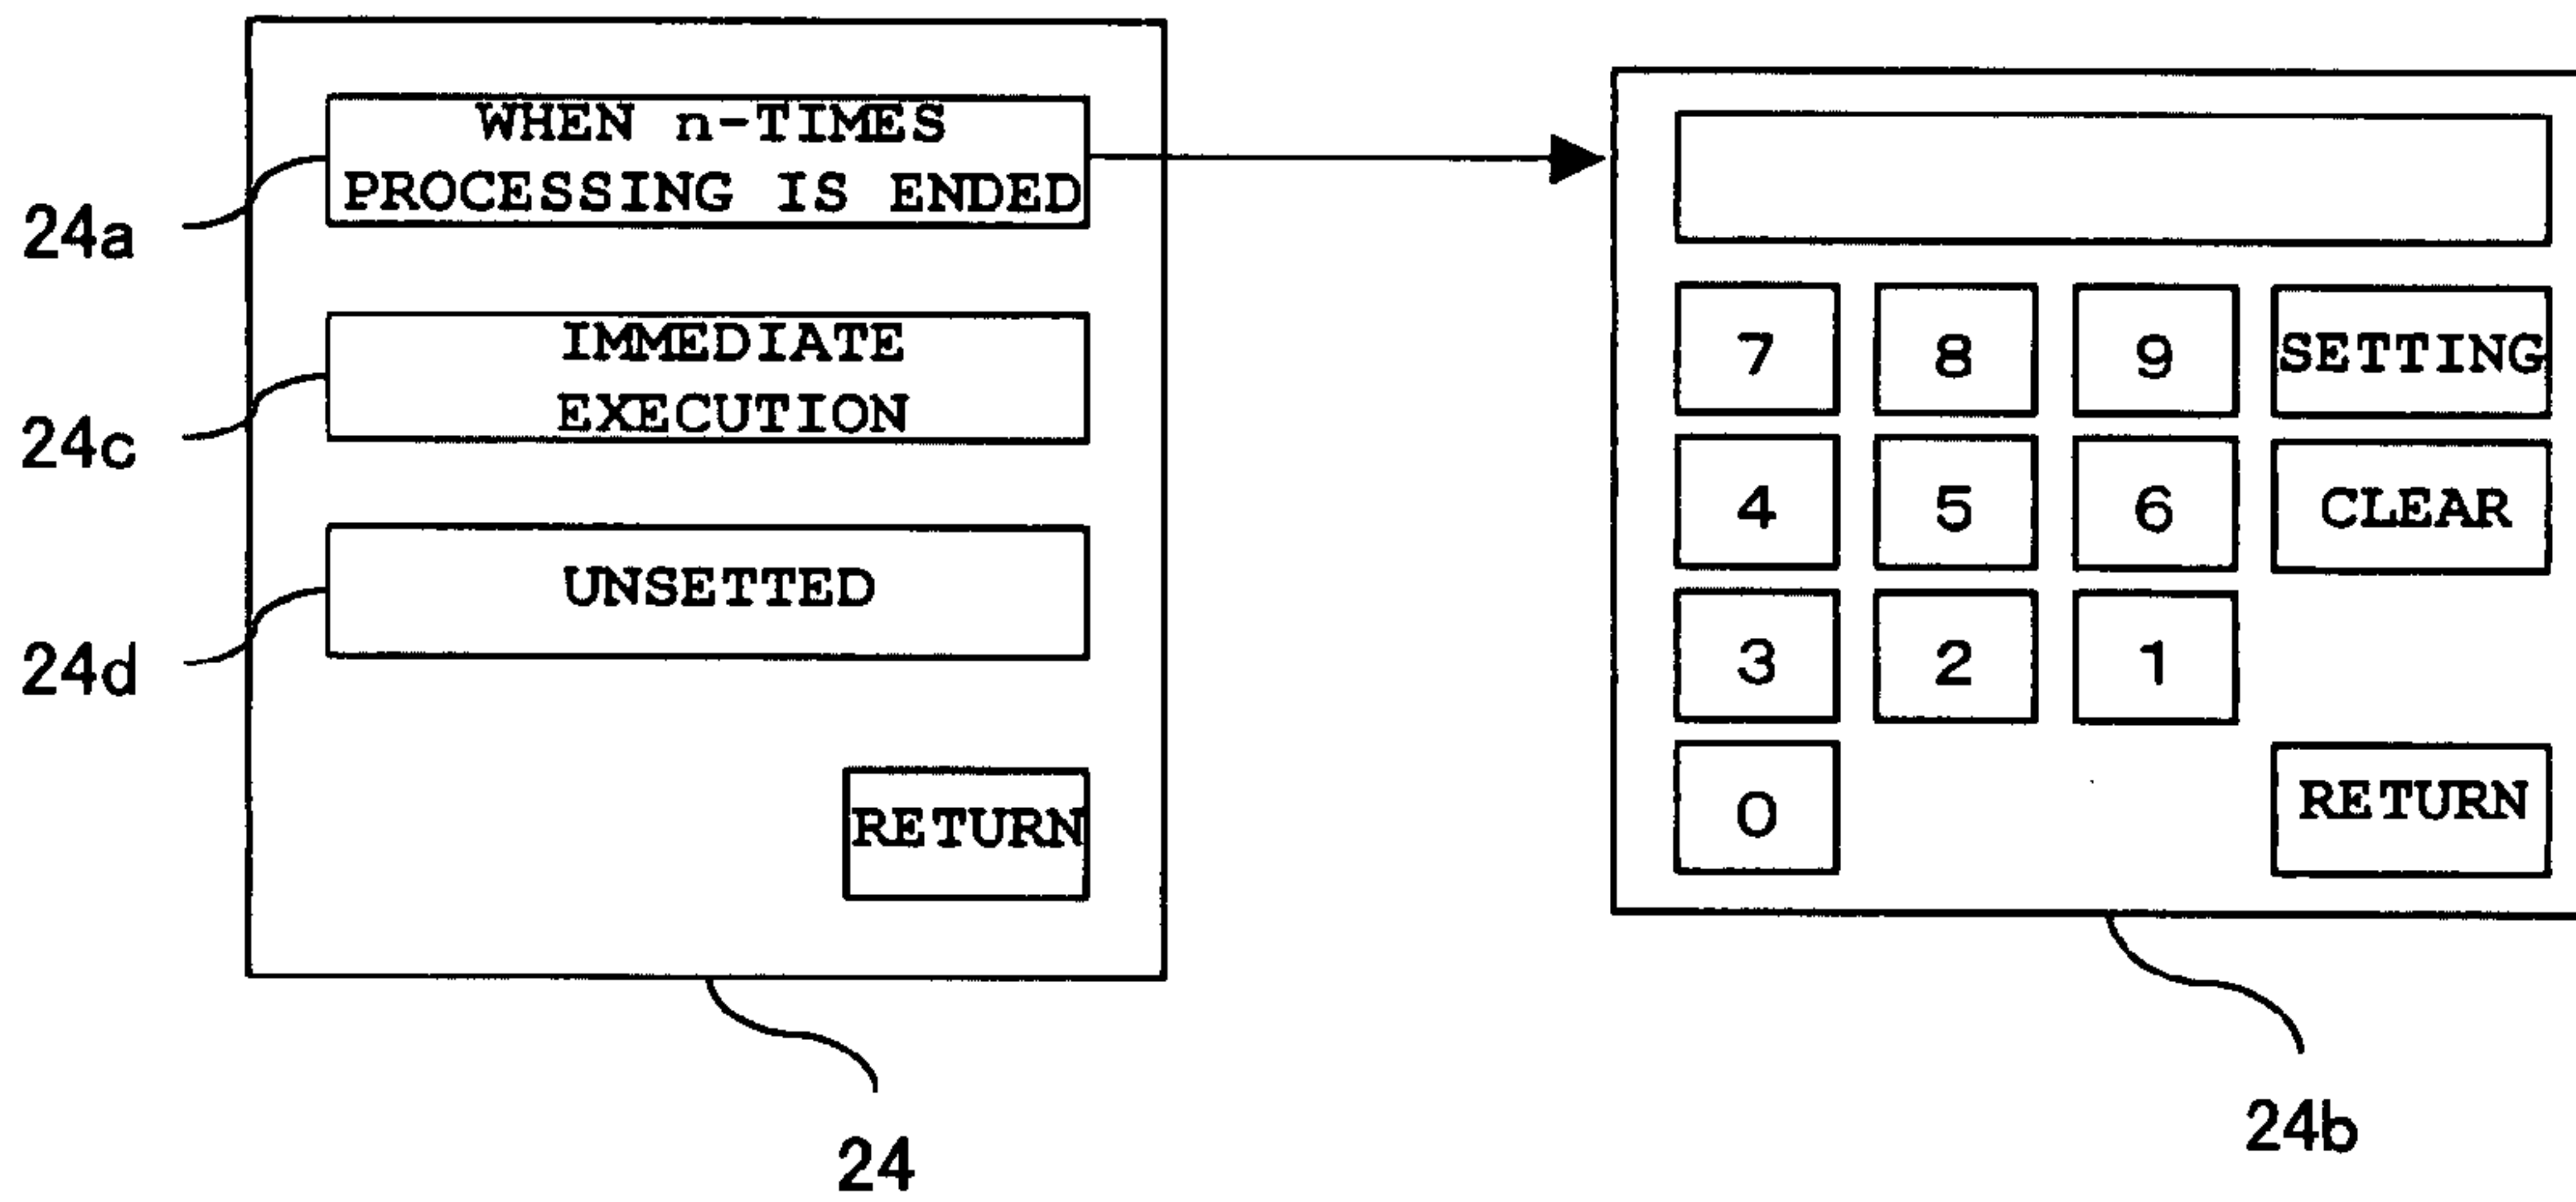 WHEN n-TIMES
PROCESSING IS ENDED
24a
IMMEDIATE
EXECUTION
24c
UNSETTED
24d
RETURN
24
7 8 9 SETTING
4 5 6 CLEAR
3 2 1
0 RETURN
24b